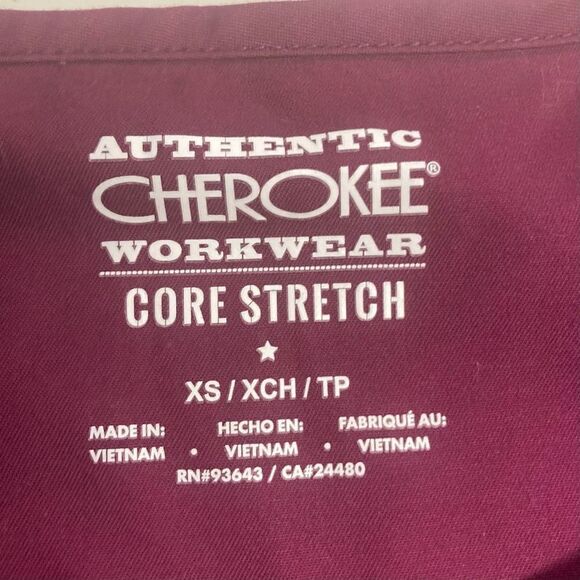 AUTHENTIC
CHEROKEE®
WORKWEAR
CORE STRETCH
XS / XCH / TP
MADE IN: HECHO EN: FABRIQUÉ AU:
VIETNAM • VIETNAM • VIETNAM
RN#93643 / CA#24480